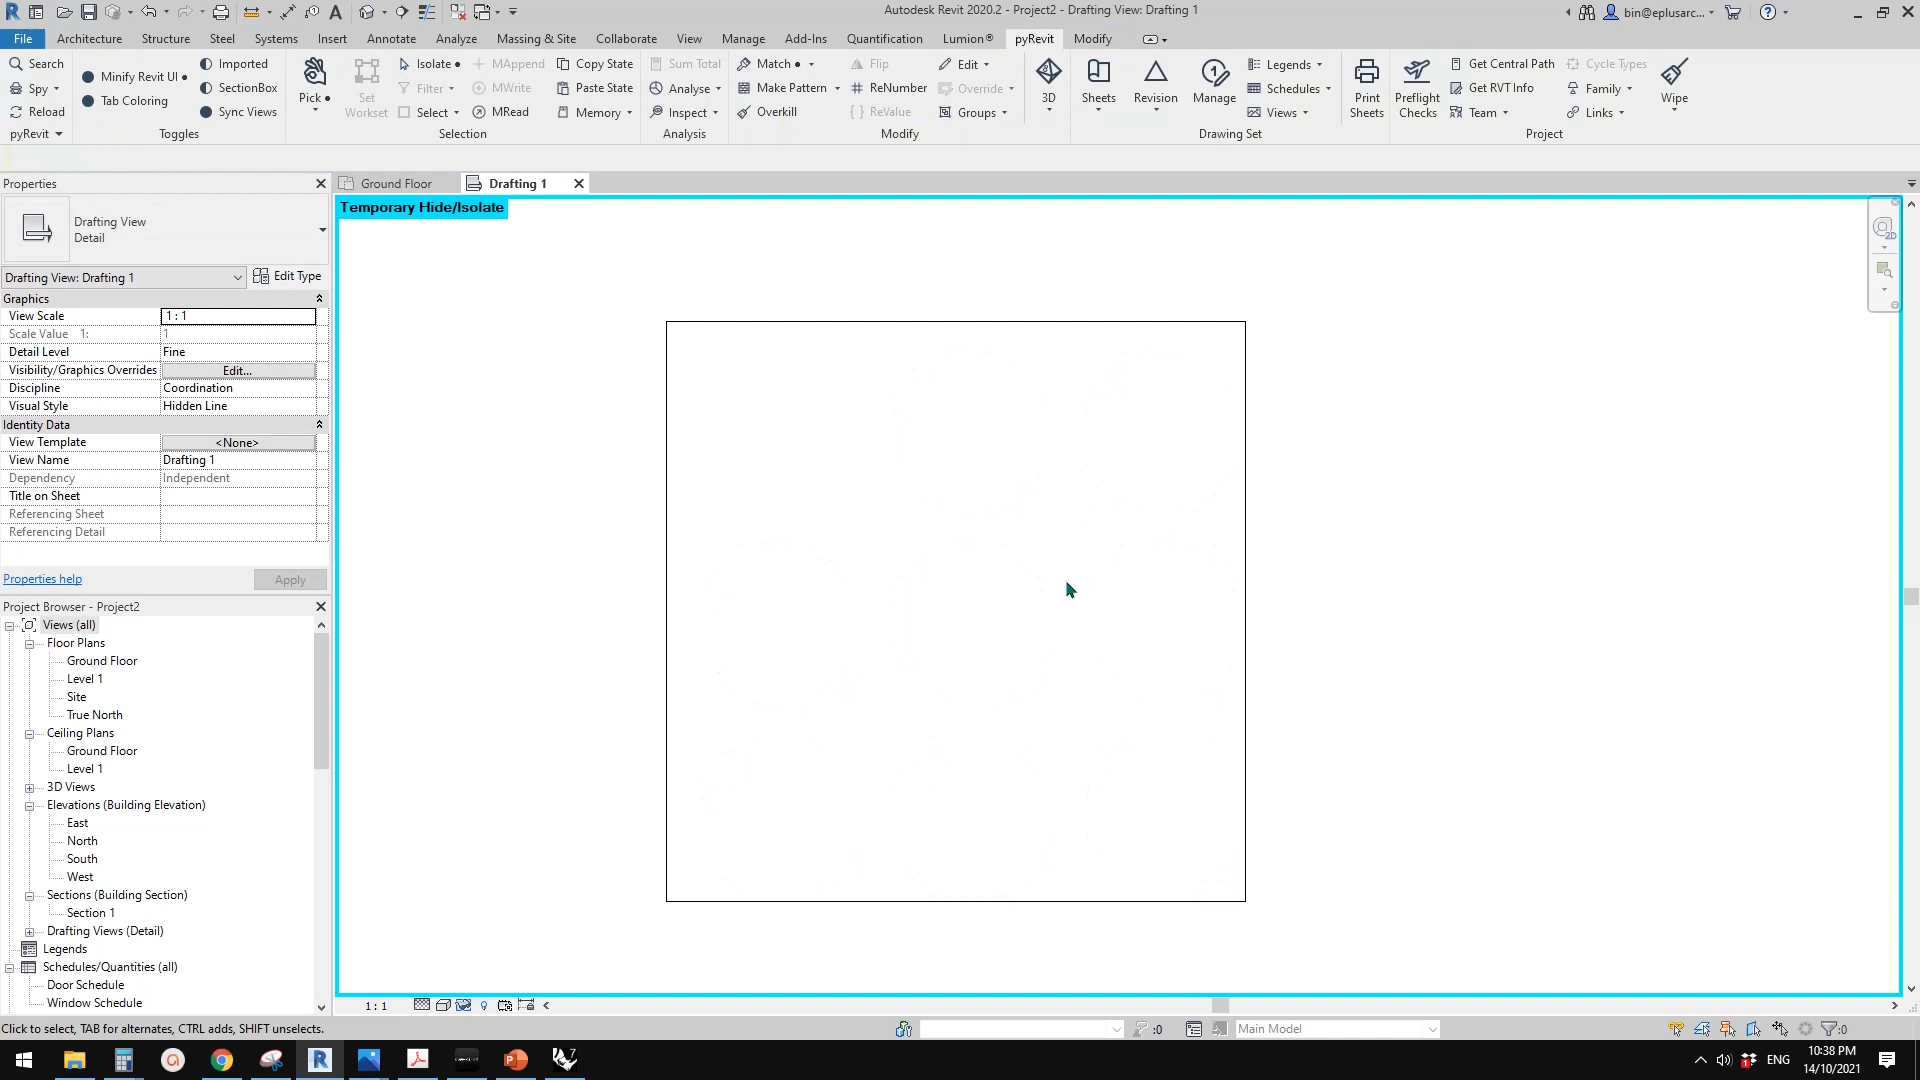 Autodesk Revit 2020.2 - Project2 - Drafting View: Drafting 1
bin@eplusarc...
File Architecture Structure Steel Systems Insert Annotate Analyze Massing & Site Collaborate View Manage Add-Ins Quantification Lumion® pyRevit Modify
Search
Spy
Reload
pyRevit
Minify Revit UI
Tab Coloring
Imported
SectionBox
Sync Views
Toggles
Pick
Set
Workset
Isolate
Filter
Select
MAppend
MWrite
MRead
Copy State
Paste State
Memory
Selection
Sum Total
Analyse
Inspect
Analysis
Match
Make Pattern
Overkill
Flip
ReNumber
ReValue
Edit
Override
Groups
Modify
3D
Sheets
Revision
Manage
Legends
Schedules
Views
Print
Sheets
Drawing Set
Preflight
Checks
Get Central Path
Get RVT Info
Team
Cycle Types
Family
Links
Wipe
Project
Properties
Drafting View
Detail
Drafting View: Drafting 1
Edit Type
Graphics
View Scale 1 : 1
Scale Value 1: 1
Detail Level Fine
Visibility/Graphics Overrides Edit...
Discipline Coordination
Visual Style Hidden Line
Identity Data
View Template <None>
View Name Drafting 1
Dependency Independent
Title on Sheet
Referencing Sheet
Referencing Detail
Properties help
Apply
Project Browser - Project2
Views (all)
Floor Plans
Ground Floor
Level 1
Site
True North
Ceiling Plans
Ground Floor
Level 1
3D Views
Elevations (Building Elevation)
East
North
South
West
Sections (Building Section)
Section 1
Drafting Views (Detail)
Legends
Schedules/Quantities (all)
Door Schedule
Window Schedule
Ground Floor
Drafting 1
Temporary Hide/Isolate
2D
1 : 1
Click to select, TAB for alternates, CTRL adds, SHIFT unselects.
:0
Main Model
:0
ENG
10:38 PM
14/10/2021